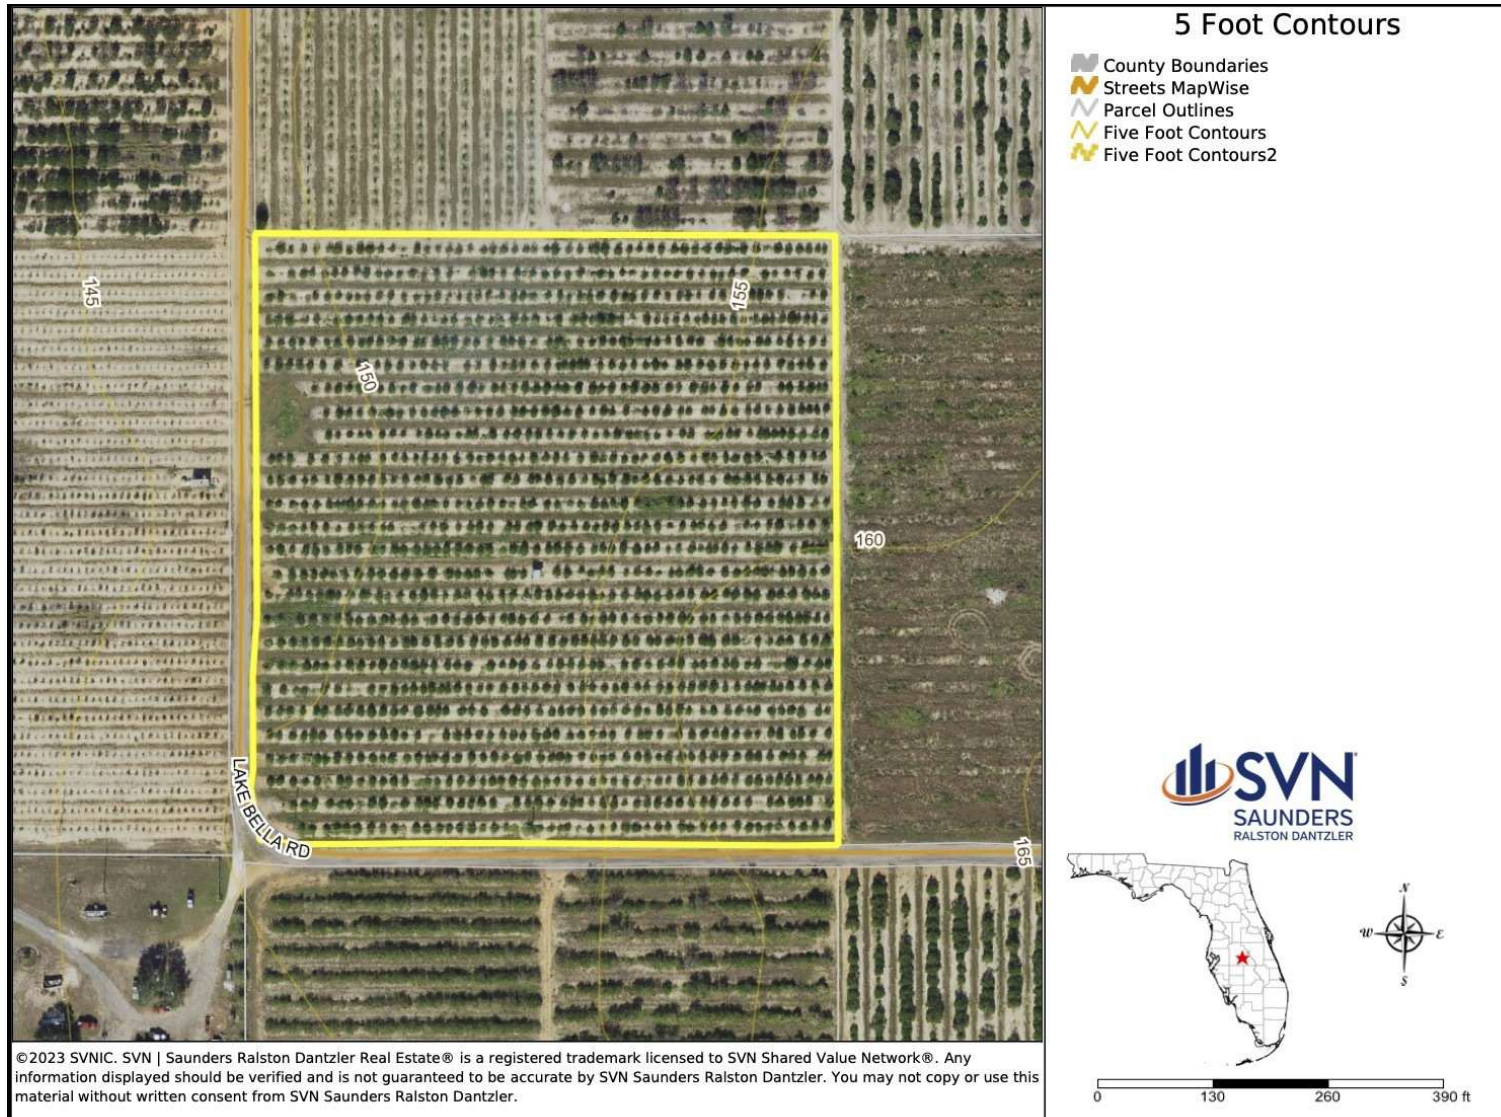 5 Foot Contours
County Boundaries
Streets MapWise
Parcel Outlines
Five Foot Contours
Five Foot Contours2
145
155
150
160
LAKE BELLA RD
165
SVN
SAUNDERS
RALSTON DANTZLER
N
W E
S
0 130 260 390 ft
©2023 SVNIC. SVN | Saunders Ralston Dantzler Real Estate® is a registered trademark licensed to SVN Shared Value Network®. Any
information displayed should be verified and is not guaranteed to be accurate by SVN Saunders Ralston Dantzler. You may not copy or use this
material without written consent from SVN Saunders Ralston Dantzler.